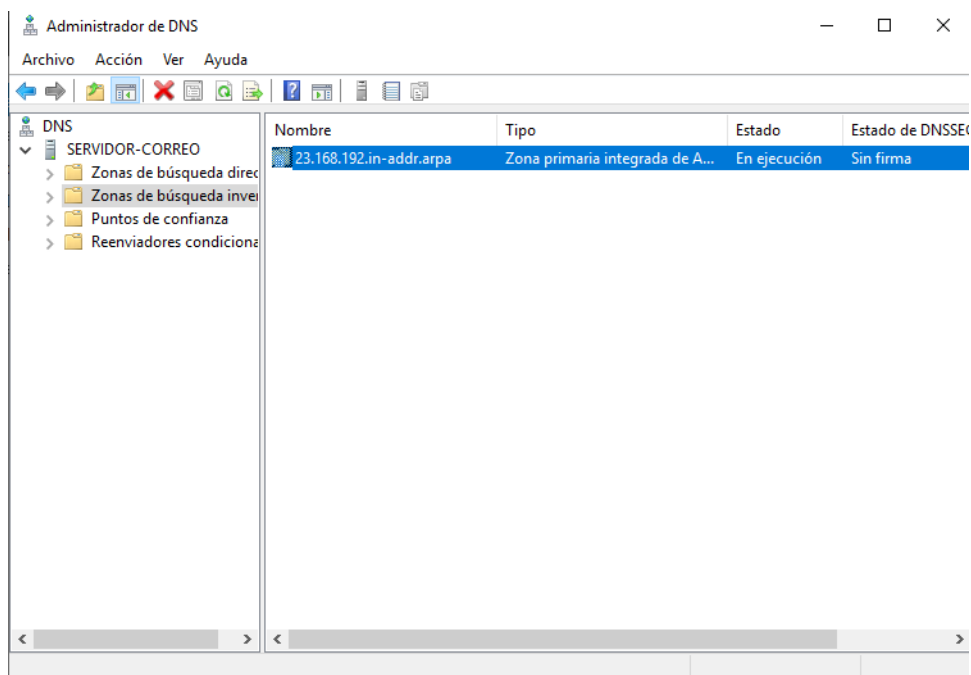 Administrador de DNS
Archivo Acción Ver Ayuda
DNS
SERVIDOR-CORREO
Zonas de búsqueda direc
Zonas de búsqueda inver
Puntos de confianza
Reenviadores condiciona
Nombre Tipo Estado Estado de DNSSEC
23.168.192.in-addr.arpa Zona primaria integrada de A... En ejecución Sin firma